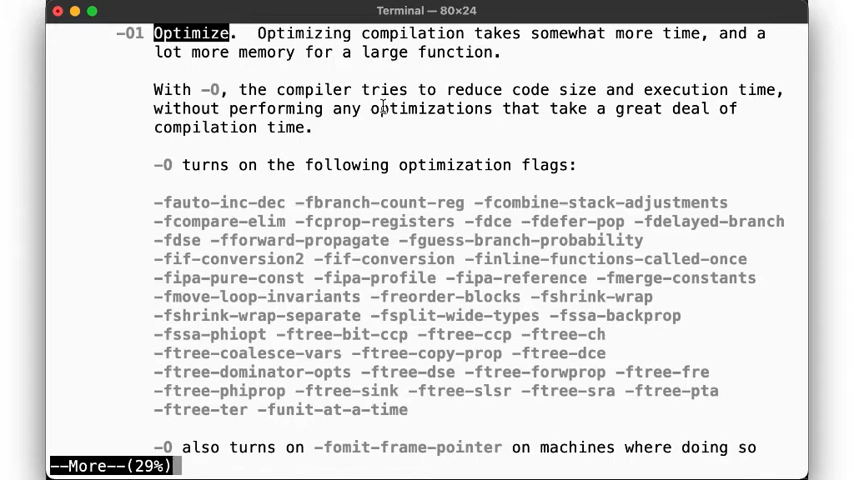 Terminal — 80×24
-O1 Optimize.  Optimizing compilation takes somewhat more time, and a
lot more memory for a large function.
With -O, the compiler tries to reduce code size and execution time,
without performing any optimizations that take a great deal of
compilation time.
-O turns on the following optimization flags:
-fauto-inc-dec -fbranch-count-reg -fcombine-stack-adjustments
-fcompare-elim -fcprop-registers -fdce -fdefer-pop -fdelayed-branch
-fdse -fforward-propagate -fguess-branch-probability
-fif-conversion2 -fif-conversion -finline-functions-called-once
-fipa-pure-const -fipa-profile -fipa-reference -fmerge-constants
-fmove-loop-invariants -freorder-blocks -fshrink-wrap
-fshrink-wrap-separate -fsplit-wide-types -fssa-backprop
-fssa-phiopt -ftree-bit-ccp -ftree-ccp -ftree-ch
-ftree-coalesce-vars -ftree-copy-prop -ftree-dce
-ftree-dominator-opts -ftree-dse -ftree-forwprop -ftree-fre
-ftree-phiprop -ftree-sink -ftree-slsr -ftree-sra -ftree-pta
-ftree-ter -funit-at-a-time
-O also turns on -fomit-frame-pointer on machines where doing so
--More--(29%)